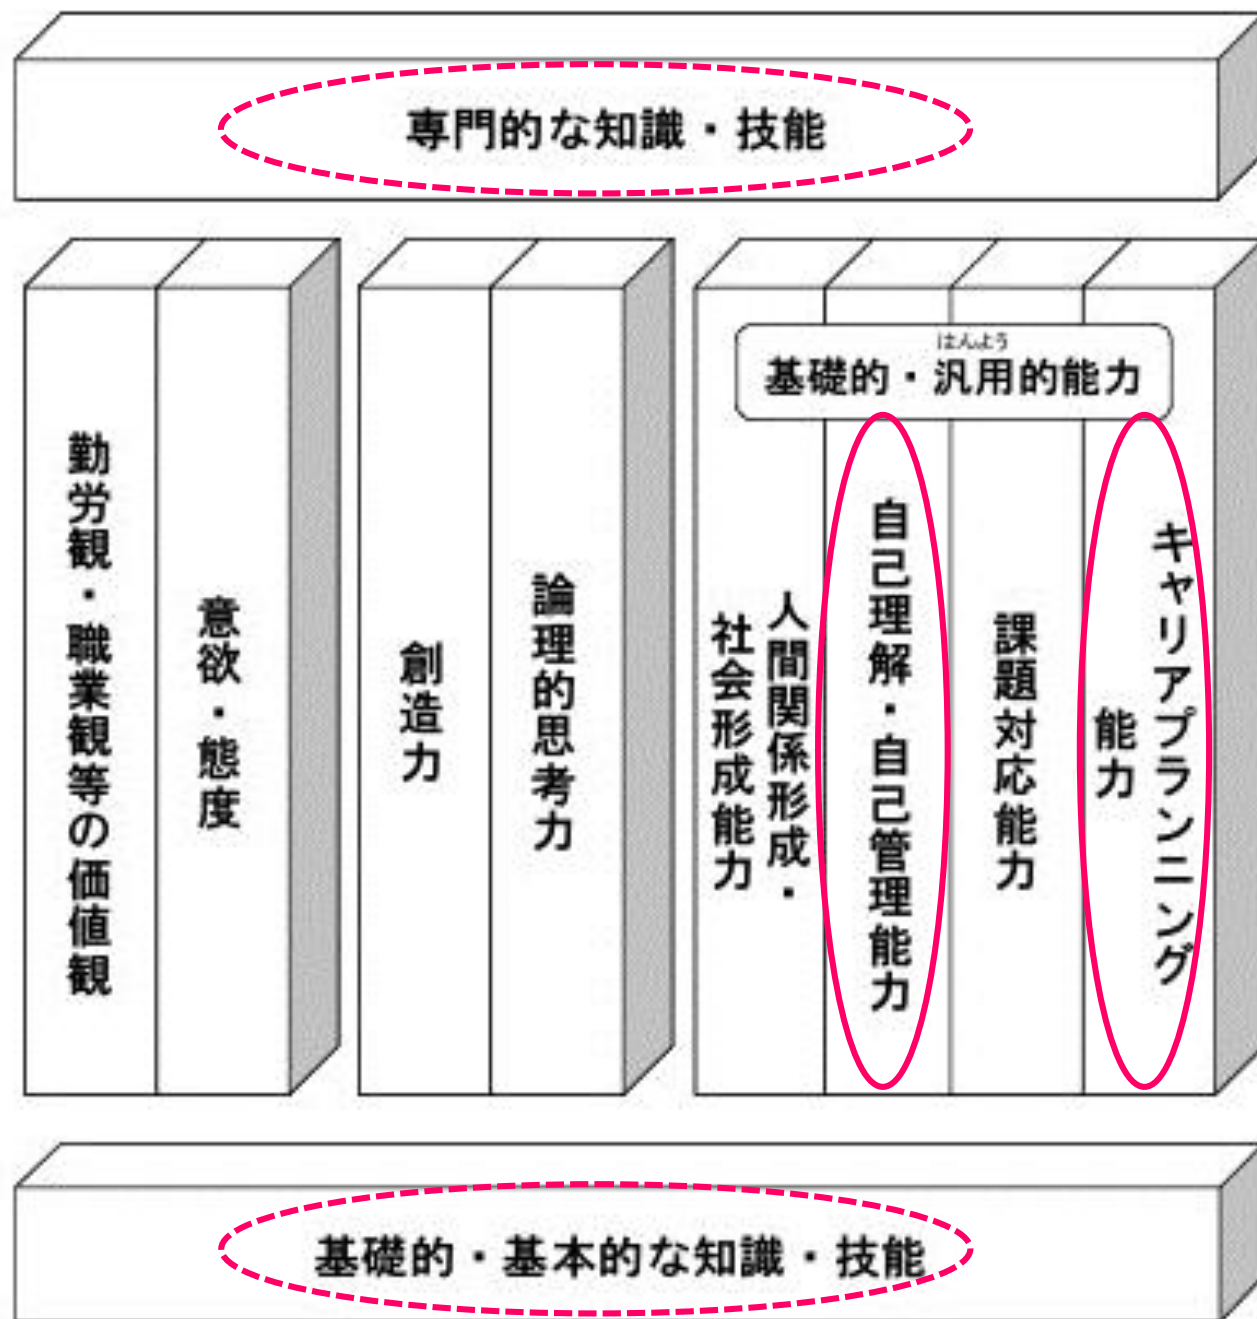 専門的な知識・技能
勤労観・職業観等の価値観
意欲・態度
創造力
論理的思考力
はんよう
基礎的・汎用的能力
人間関係形成・
社会形成能力
自己理解・自己管理能力
課題対応能力
キャリアプランニング
能力
基礎的・基本的な知識・技能